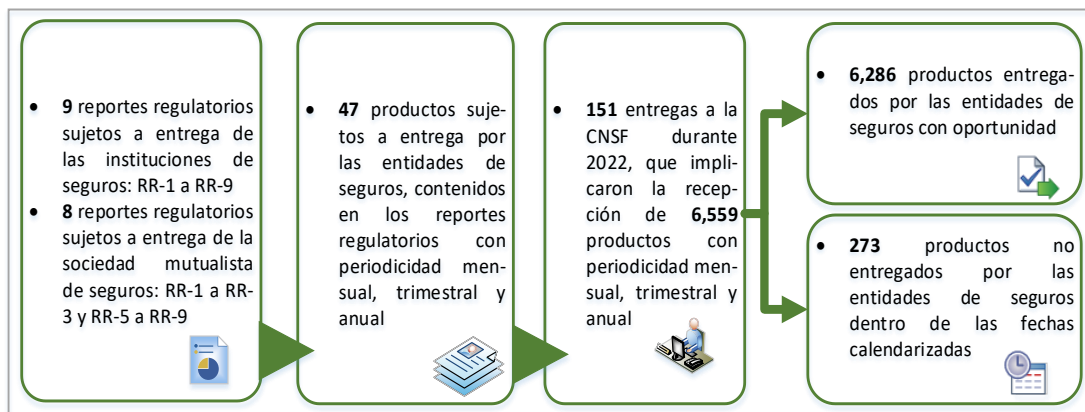 • 9 reportes regulatorios
sujetos a entrega de
las instituciones de
seguros: RR-1 a RR-9
• 8 reportes regulatorios
sujetos a entrega de la
sociedad mutualista
de seguros: RR-1 a RR-
3 y RR-5 a RR-9
• 47 productos suje-
tos a entrega por
las entidades de
seguros, contenidos
en los reportes
regulatorios con
periodicidad men-
sual, trimestral y
anual
• 151 entregas a la
CNSF durante
2022, que impli-
caron la recep-
ción de 6,559
productos con
periodicidad men-
sual, trimestral y
anual
• 6,286 productos entrega-
dos por las entidades de
seguros con oportunidad
• 273 productos no
entregados por las
entidades de seguros
dentro de las fechas
calendarizadas